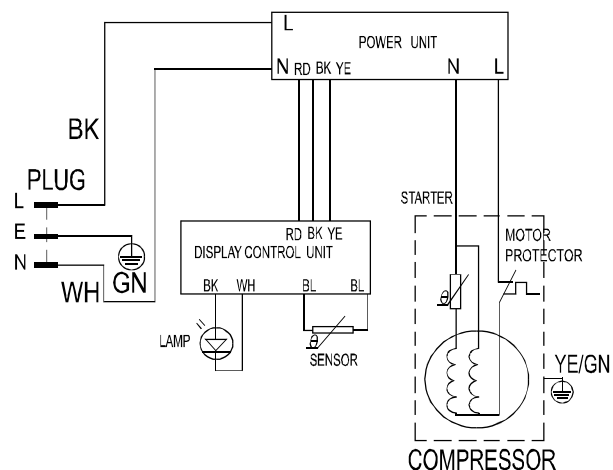 L
POWER UNIT
N RD BK YE N L
BK
PLUG
L
E
N
GN
WH
STARTER
RD BK YE
DISPLAY CONTROL UNIT
BK WH BL BL
MOTOR
PROTECTOR
θ
LAMP
θ
SENSOR
YE/GN
COMPRESSOR